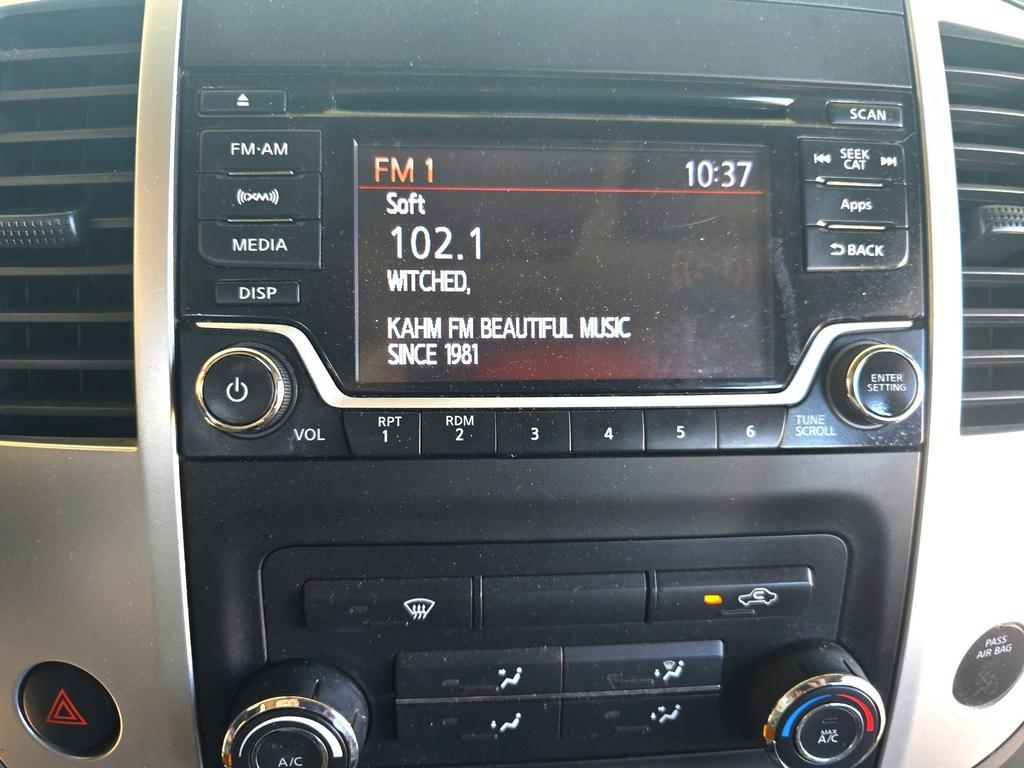 SCAN
FM·AM
SEEK
CAT
FM 1 10:37
((XM))
Soft
Apps
102.1
MEDIA
BACK
WITCHED,
DISP
KAHM FM BEAUTIFUL MUSIC
SINCE 1981
ENTER
SETTING
VOL
RPT
1
RDM
2
3
4
5
6
TUNE
SCROLL
PASS
AIR BAG
A/C
MAX
A/C